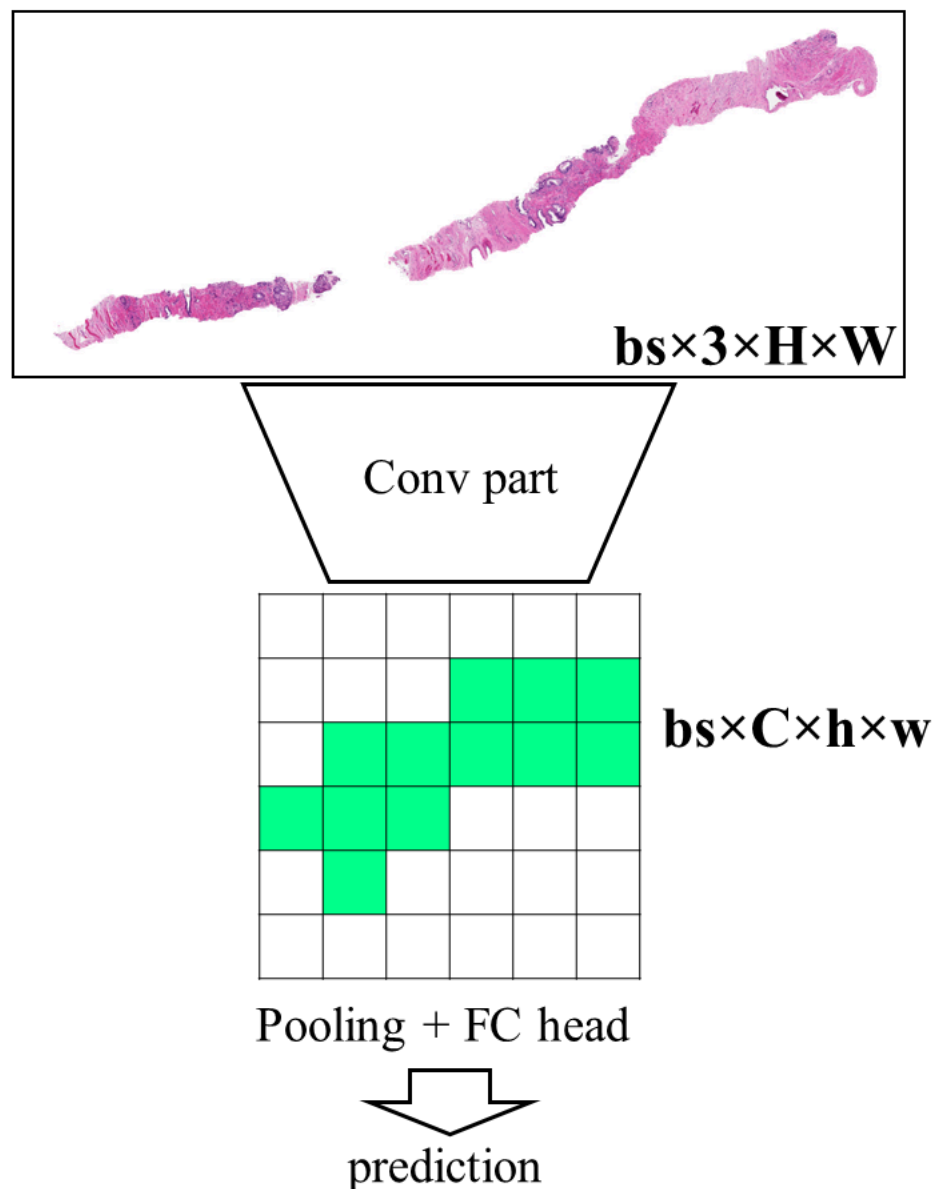 bs×3×H×W
Conv part
bs×C×h×w
Pooling + FC head
prediction